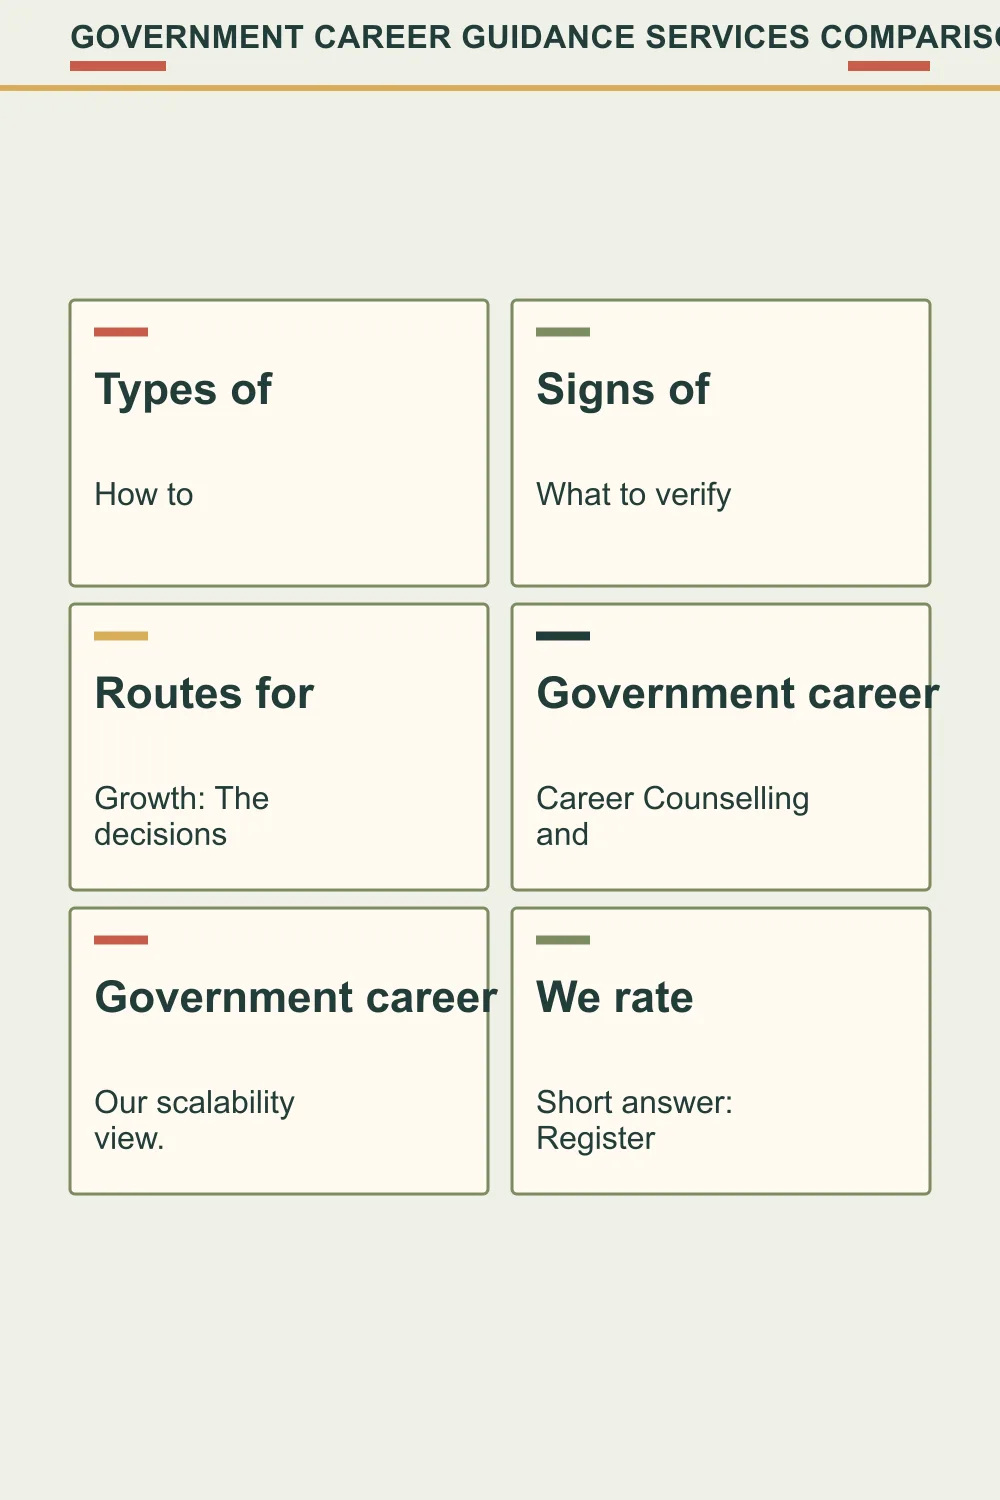 GOVERNMENT CAREER GUIDANCE SERVICES COMPARIS
Types of
How to
Signs of
What to verify
Routes for
Growth: The
decisions
Government career
Career Counselling
and
Government career
Our scalability
view.
We rate
Short answer:
Register